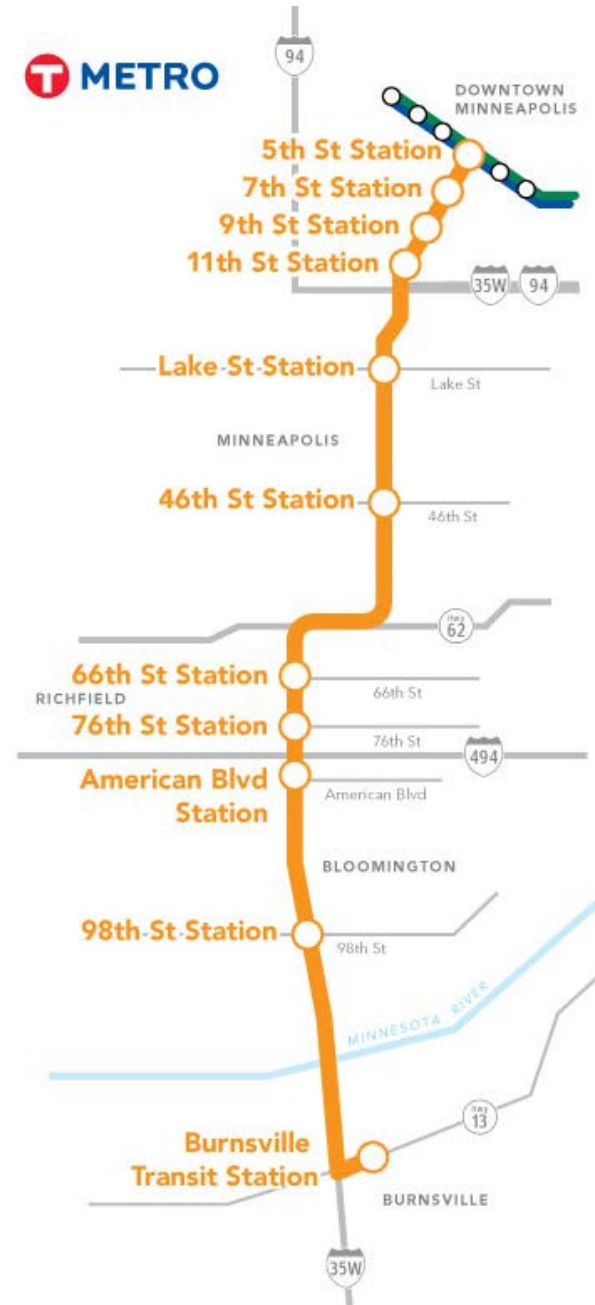 94
T METRO
DOWNTOWN
MINNEAPOLIS
5th St Station
7th St Station
9th St Station
11th St Station
35W 94
Lake St Station
Lake St
MINNEAPOLIS
46th St Station
46th St
Hwy
62
66th St Station
66th St
RICHFIELD
76th St Station
76th St
494
American Blvd
Station
American Blvd
BLOOMINGTON
98th St Station
98th St
MINNESOTA RIVER
Hwy
13
Burnsville
Transit Station
BURNSVILLE
35W